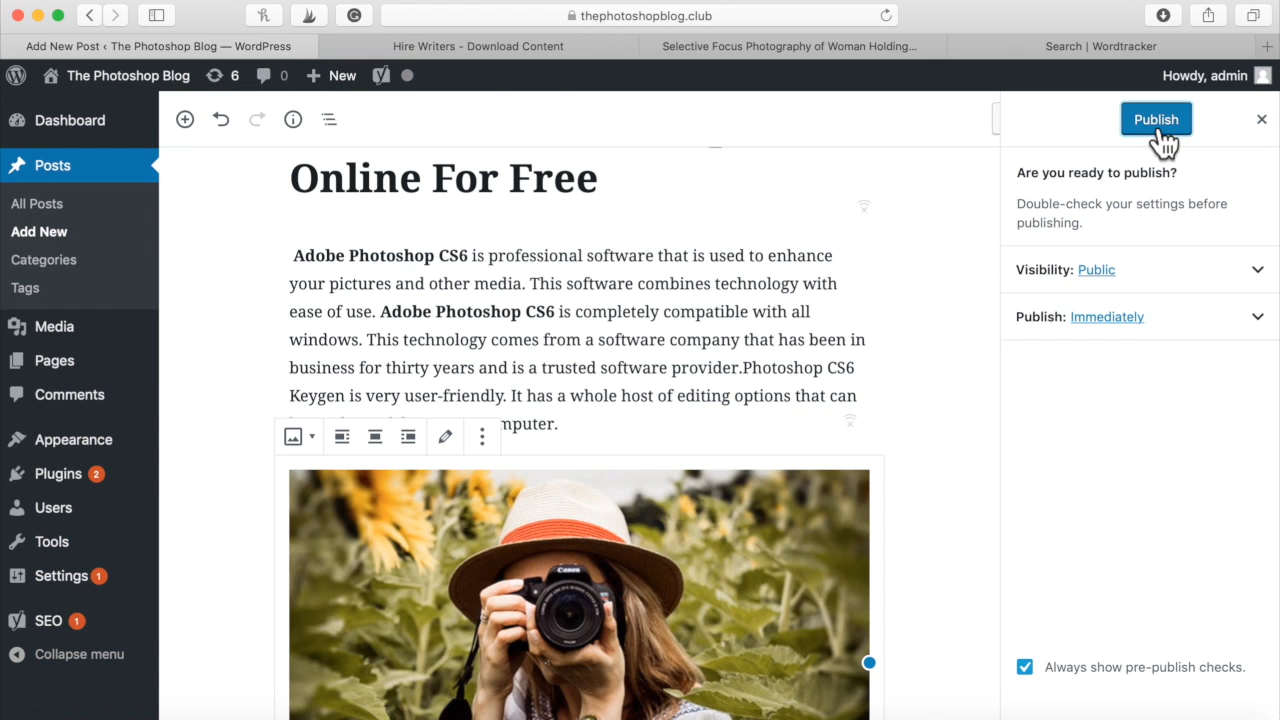 thephotoshopblog.club
Add New Post ‹ The Photoshop Blog — WordPress
Hire Writers - Download Content
Selective Focus Photography of Woman Holding...
Search | Wordtracker
The Photoshop Blog
6
0
New
Howdy, admin
Dashboard
Posts
All Posts
Add New
Categories
Tags
Media
Pages
Comments
Appearance
Plugins 2
Users
Tools
Settings 1
SEO 1
Collapse menu
Online For Free
Adobe Photoshop CS6 is professional software that is used to enhance
your pictures and other media. This software combines technology with
ease of use. Adobe Photoshop CS6 is completely compatible with all
windows. This technology comes from a software company that has been in
business for thirty years and is a trusted software provider.Photoshop CS6
Keygen is very user-friendly. It has a whole host of editing options that can
mputer.
Canon
Publish
Are you ready to publish?
Double-check your settings before
publishing.
Visibility: Public
Publish: Immediately
Always show pre-publish checks.